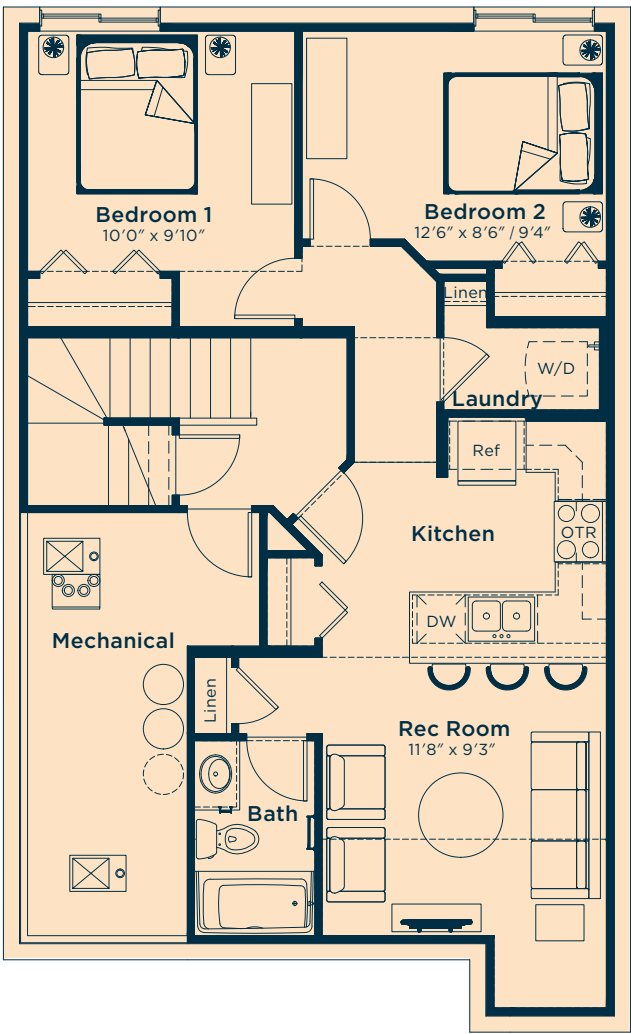 Bedroom 1
10′0″ x 9′10″
Bedroom 2
12′6″ x 8′6″ / 9′4″
Linen
W/D
Laundry
Ref
Kitchen
OTR
DW
Mechanical
Linen
Rec Room
11′8″ x 9′3″
Bath